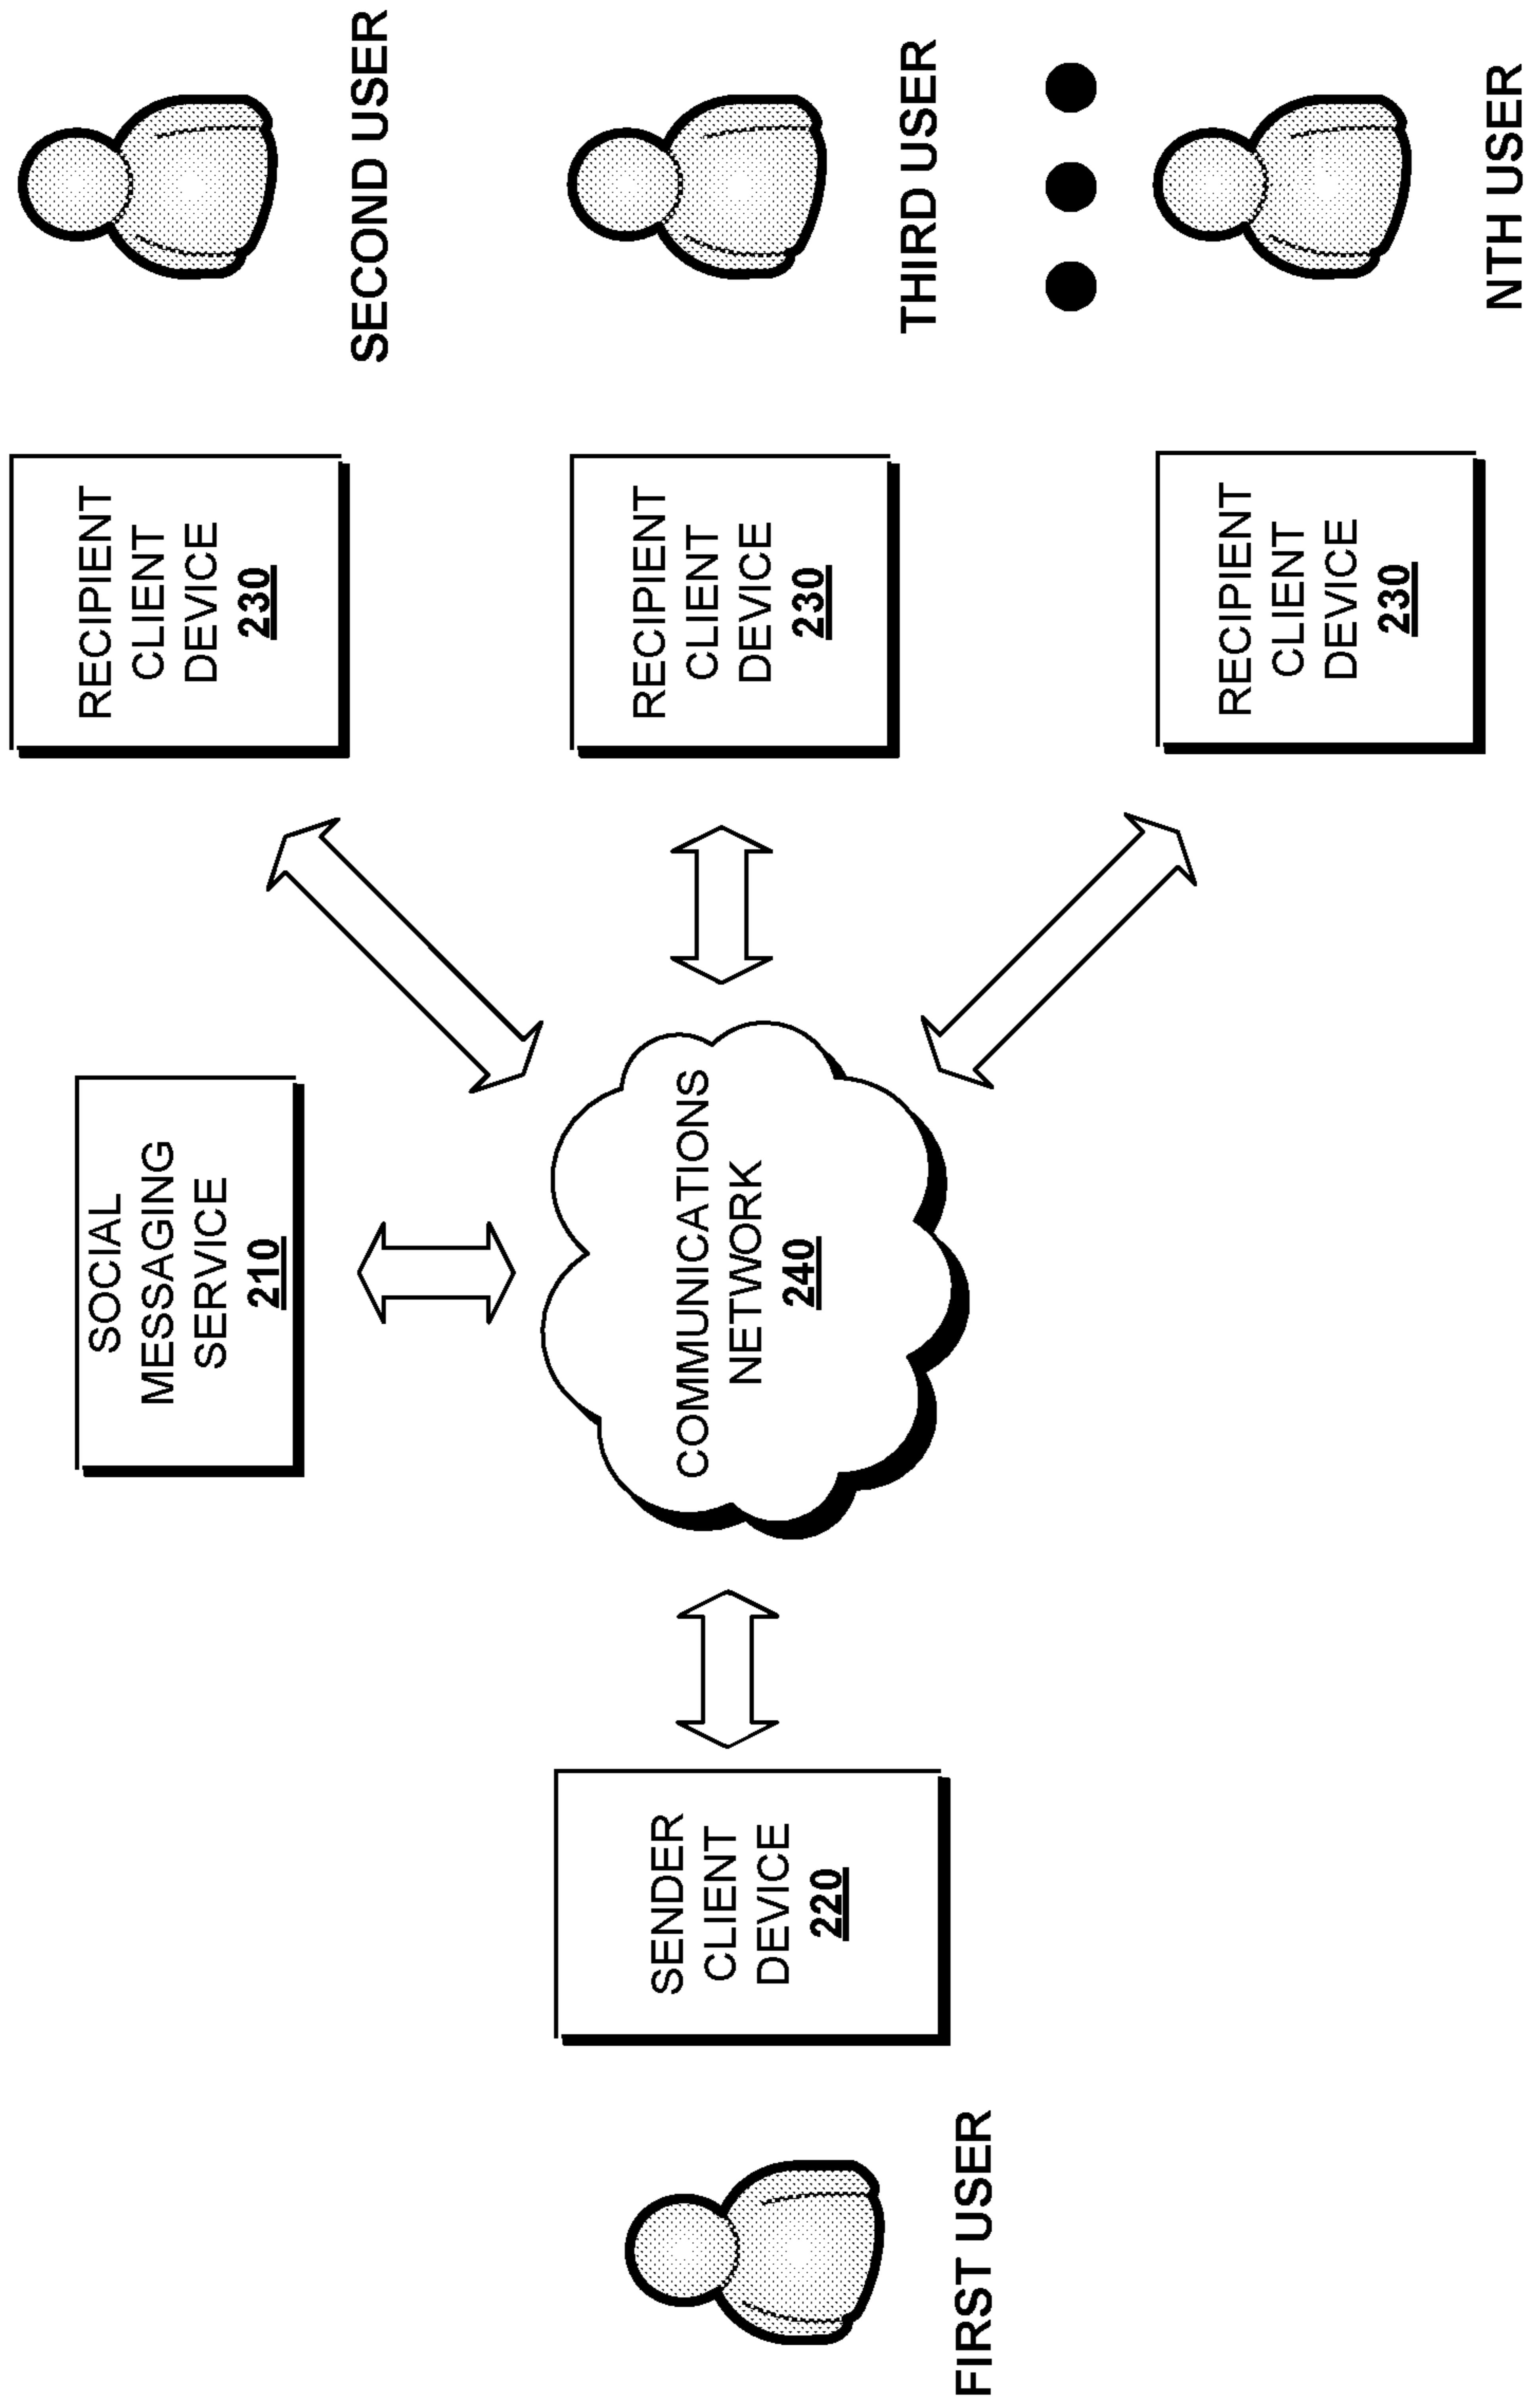 SOCIAL
MESSAGING
SERVICE
210
RECIPIENT
CLIENT
DEVICE
230
SECOND USER
FIRST USER
SENDER
CLIENT
DEVICE
220
COMMUNICATIONS
NETWORK
240
RECIPIENT
CLIENT
DEVICE
230
THIRD USER
RECIPIENT
CLIENT
DEVICE
230
NTH USER